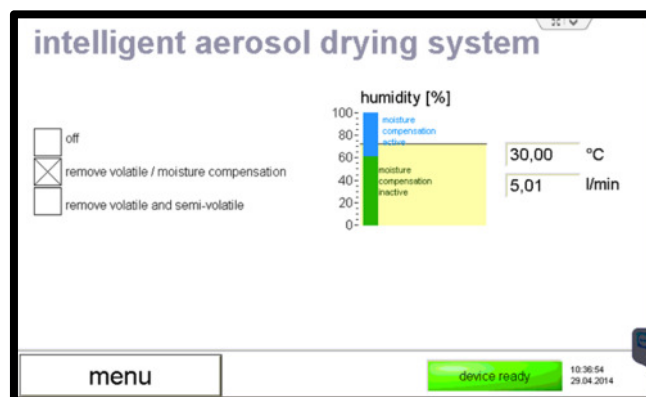 intelligent aerosol drying system
humidity [%]
off
remove volatile / moisture compensation
remove volatile and semi-volatile
100
80
60
40
20
0
moisture
compensation
active
moisture
compensation
inactive
30,00 °C
5,01 l/min
menu
device ready
10:36:54
29.04.2014